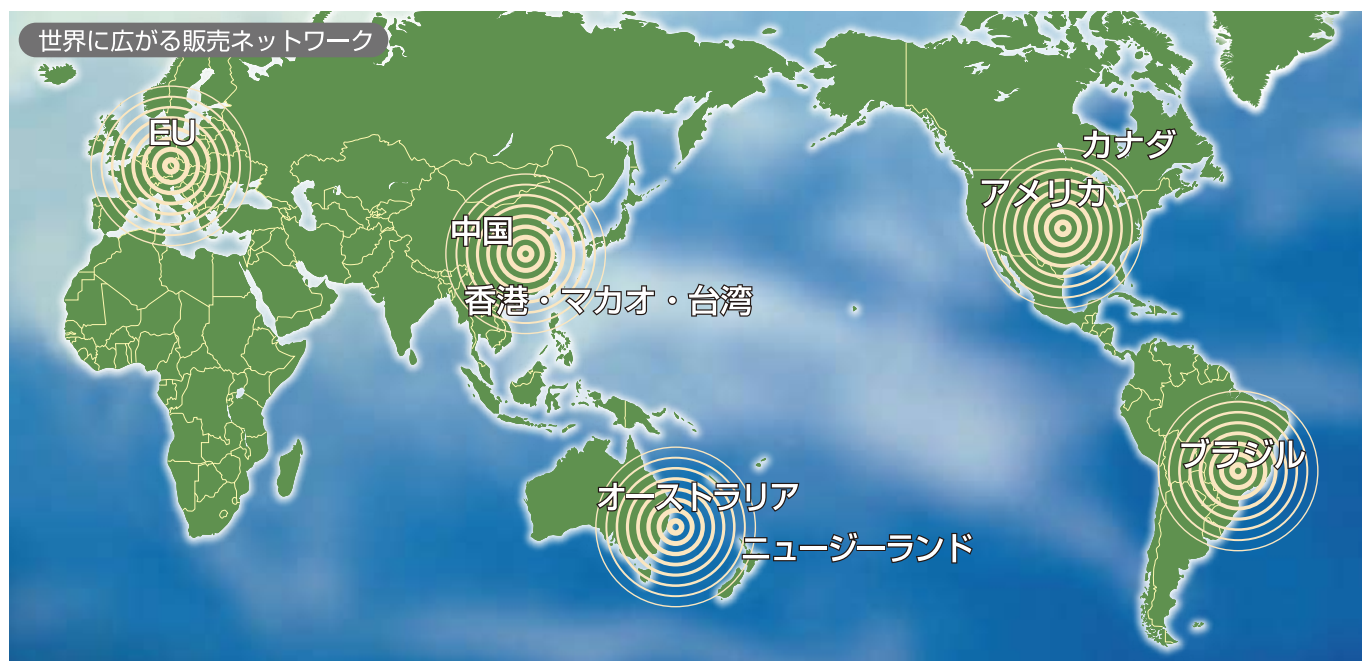 世界に広がる販売ネットワーク
EU
カナダ
アメリカ
中国
香港・マカオ・台湾
ブラジル
オーストラリア
ニュージーランド